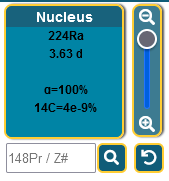 Nucleus
224Ra
3.63 d
α=100%
14C=4e-9%
148Pr / Z#